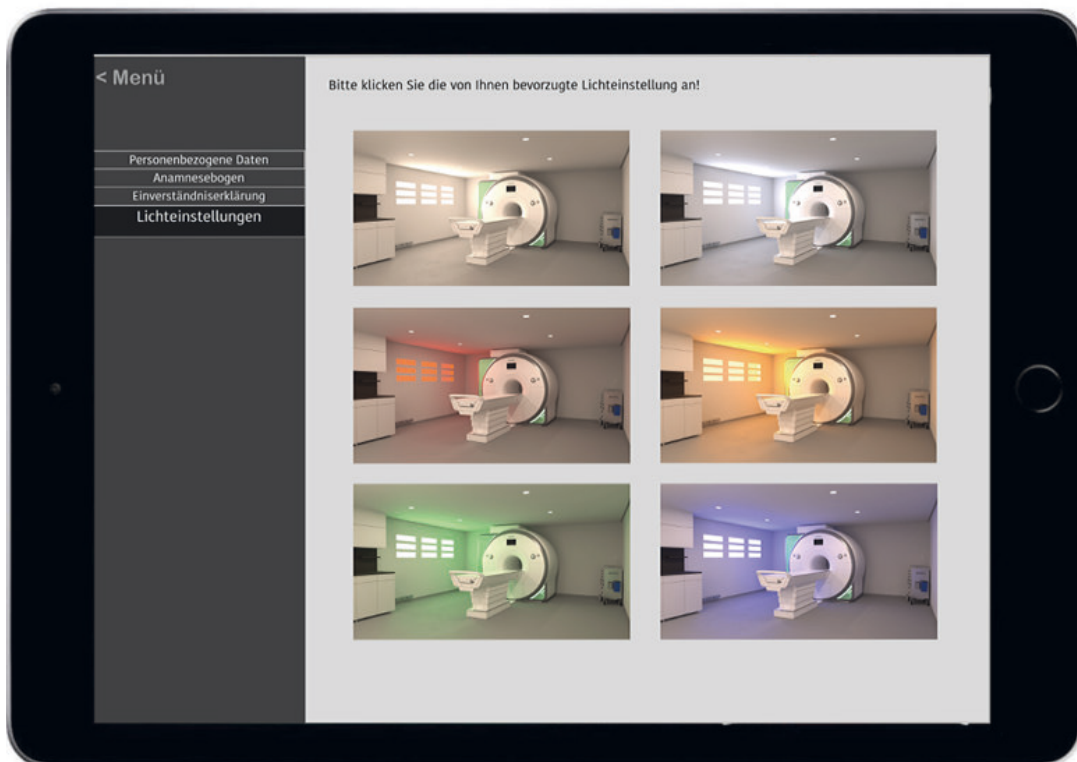 < Menü
Personenbezogene Daten
Anamnesebogen
Einverständniserklärung
Lichteinstellungen
Bitte klicken Sie die von Ihnen bevorzugte Lichteinstellung an!